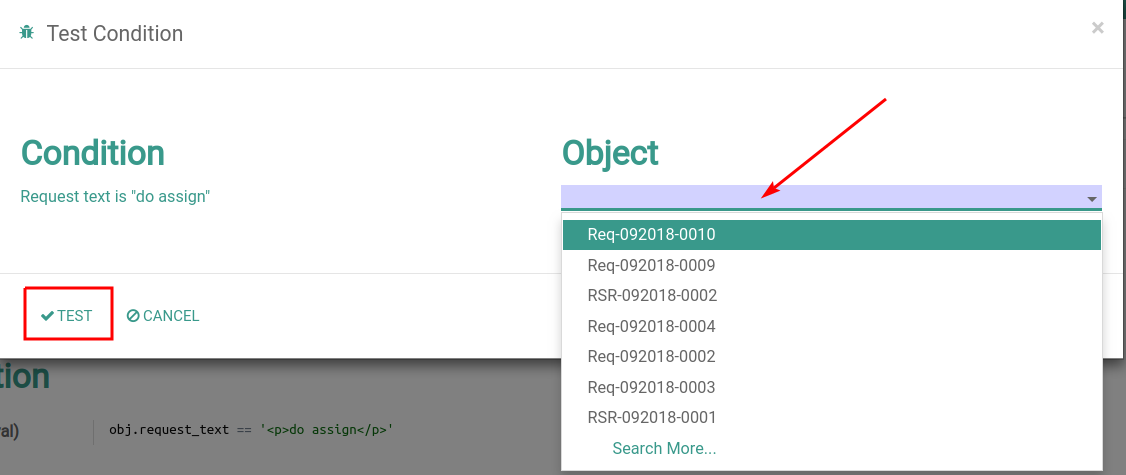 Test Condition
×
Condition
Object
Request text is "do assign"
Req-092018-0010
Req-092018-0009
RSR-092018-0002
TEST
CANCEL
Req-092018-0004
Req-092018-0002
Req-092018-0003
RSR-092018-0001
Search More...
tion
val)
obj.request_text == '<p>do assign</p>'